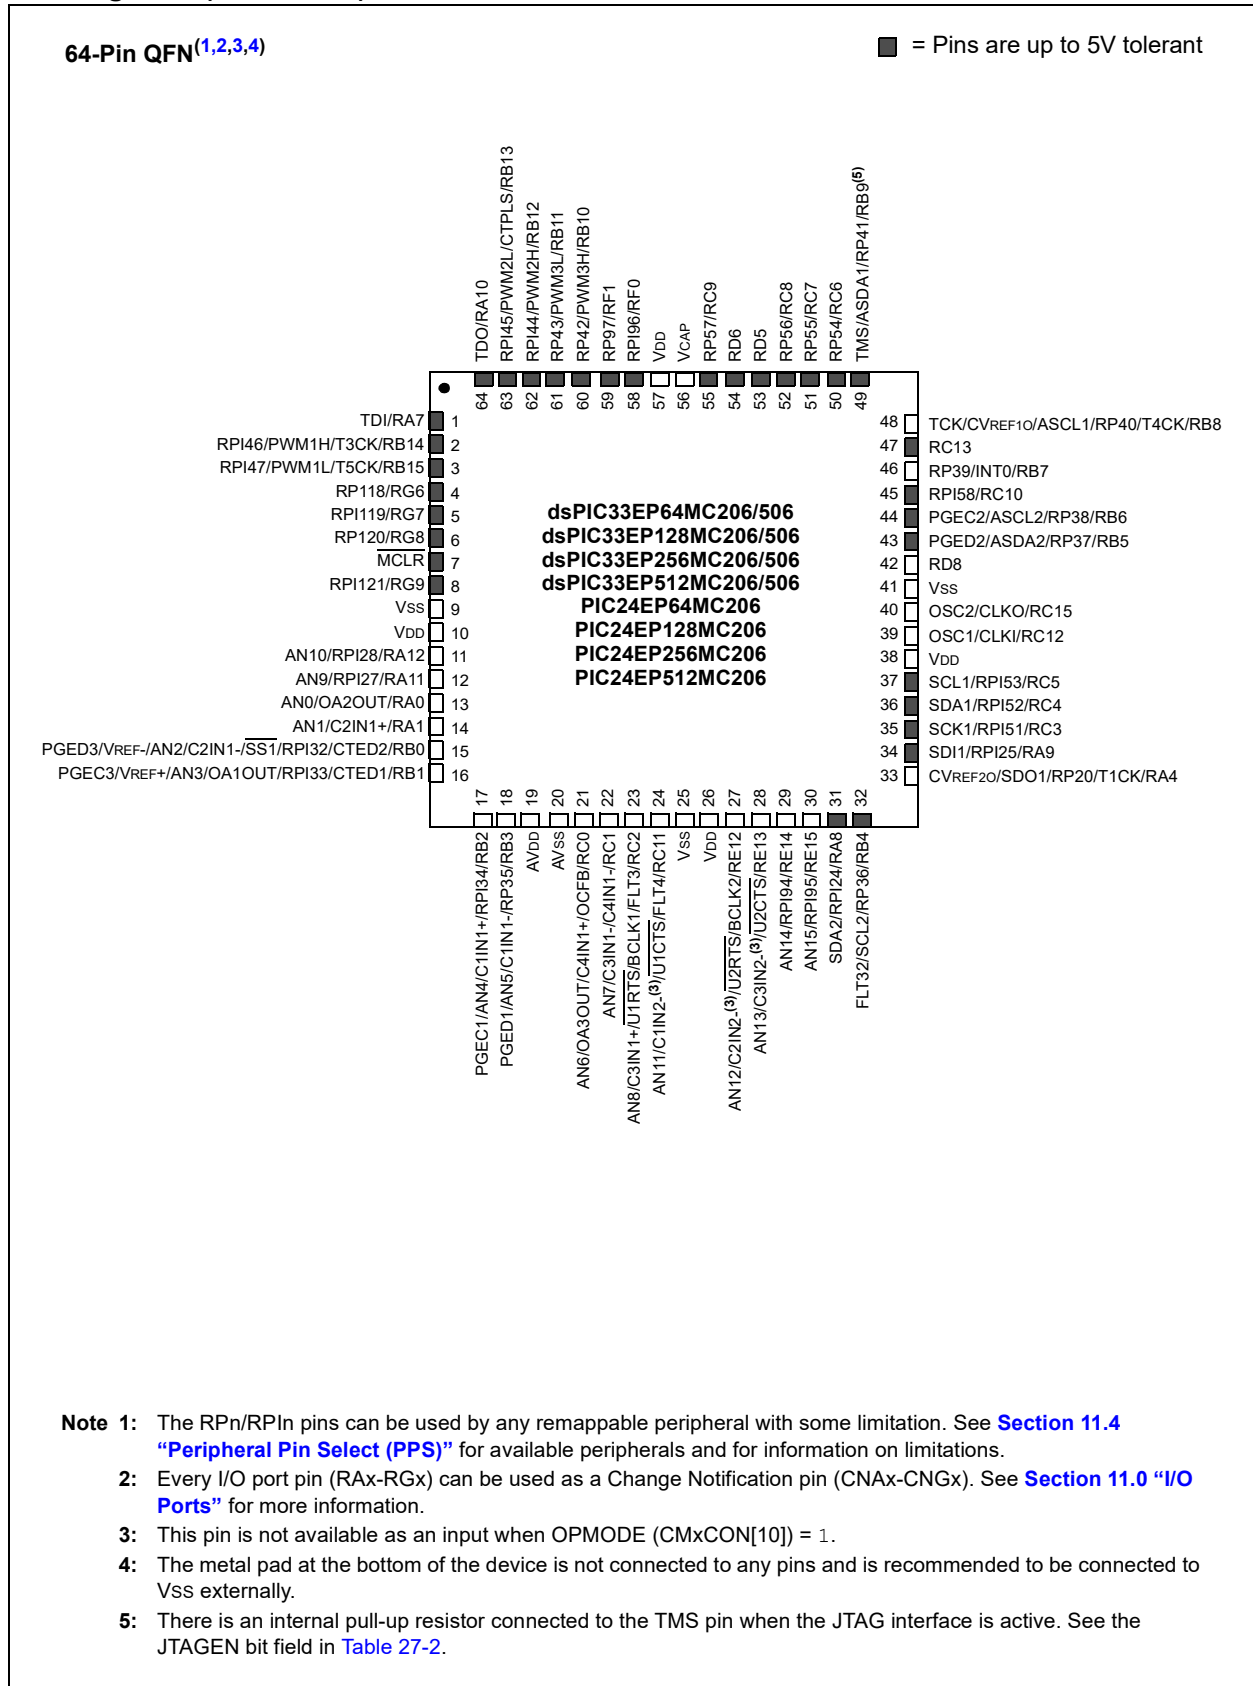 64-Pin QFN(1,2,3,4)
= Pins are up to 5V tolerant
TDO/RA10
RPI45/PWM2L/CTPLS/RB13
RPI44/PWM2H/RB12
RP43/PWM3L/RB11
RP42/PWM3H/RB10
RP97/RF1
RPI96/RF0
VDD
VCAP
RP57/RC9
RD6
RD5
RP56/RC8
RP55/RC7
RP54/RC6
TMS/ASDA1/RP41/RB9(5)
64 63 62 61 60 59 58 57 56 55 54 53 52 51 50 49
TDI/RA7 1
RPI46/PWM1H/T3CK/RB14 2
RPI47/PWM1L/T5CK/RB15 3
RP118/RG6 4
RPI119/RG7 5
RP120/RG8 6
MCLR 7
RPI121/RG9 8
VSS 9
VDD 10
AN10/RPI28/RA12 11
AN9/RPI27/RA11 12
AN0/OA2OUT/RA0 13
AN1/C2IN1+/RA1 14
PGED3/VREF-/AN2/C2IN1-/SS1/RPI32/CTED2/RB0 15
PGEC3/VREF+/AN3/OA1OUT/RPI33/CTED1/RB1 16
dsPIC33EP64MC206/506
dsPIC33EP128MC206/506
dsPIC33EP256MC206/506
dsPIC33EP512MC206/506
PIC24EP64MC206
PIC24EP128MC206
PIC24EP256MC206
PIC24EP512MC206
48 TCK/CVREF1O/ASCL1/RP40/T4CK/RB8
47 RC13
46 RP39/INT0/RB7
45 RPI58/RC10
44 PGEC2/ASCL2/RP38/RB6
43 PGED2/ASDA2/RP37/RB5
42 RD8
41 VSS
40 OSC2/CLKO/RC15
39 OSC1/CLKI/RC12
38 VDD
37 SCL1/RPI53/RC5
36 SDA1/RPI52/RC4
35 SCK1/RPI51/RC3
34 SDI1/RPI25/RA9
33 CVREF2O/SDO1/RP20/T1CK/RA4
17 18 19 20 21 22 23 24 25 26 27 28 29 30 31 32
PGEC1/AN4/C1IN1+/RPI34/RB2
PGED1/AN5/C1IN1-/RP35/RB3
AVDD
AVSS
AN6/OA3OUT/C4IN1+/OCFB/RC0
AN7/C3IN1-/C4IN1-/RC1
AN8/C3IN1+/U1RTS/BCLK1/FLT3/RC2
AN11/C1IN2-(3)/U1CTS/FLT4/RC11
VSS
VDD
AN12/C2IN2-(3)/U2RTS/BCLK2/RE12
AN13/C3IN2-(3)/U2CTS/RE13
AN14/RPI94/RE14
AN15/RPI95/RE15
SDA2/RPI24/RA8
FLT32/SCL2/RP36/RB4
Note 1: The RPn/RPIn pins can be used by any remappable peripheral with some limitation. See Section 11.4
“Peripheral Pin Select (PPS)” for available peripherals and for information on limitations.
2: Every I/O port pin (RAx-RGx) can be used as a Change Notification pin (CNAx-CNGx). See Section 11.0 “I/O
Ports” for more information.
3: This pin is not available as an input when OPMODE (CMxCON[10]) = 1.
4: The metal pad at the bottom of the device is not connected to any pins and is recommended to be connected to
VSS externally.
5: There is an internal pull-up resistor connected to the TMS pin when the JTAG interface is active. See the
JTAGEN bit field in Table 27-2.